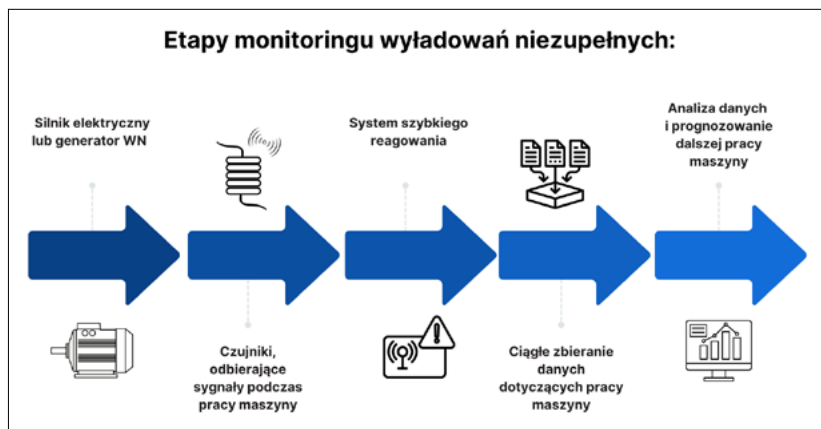 Etapy monitoringu wyładowań niezupełnych:
Silnik elektryczny
lub generator WN
Czujniki,
odbierające
sygnały podczas
pracy maszyny
System szybkiego
reagowania
Ciągłe zbieranie
danych
dotyczących pracy
maszyny
Analiza danych
i prognozowanie
dalszej pracy
maszyny